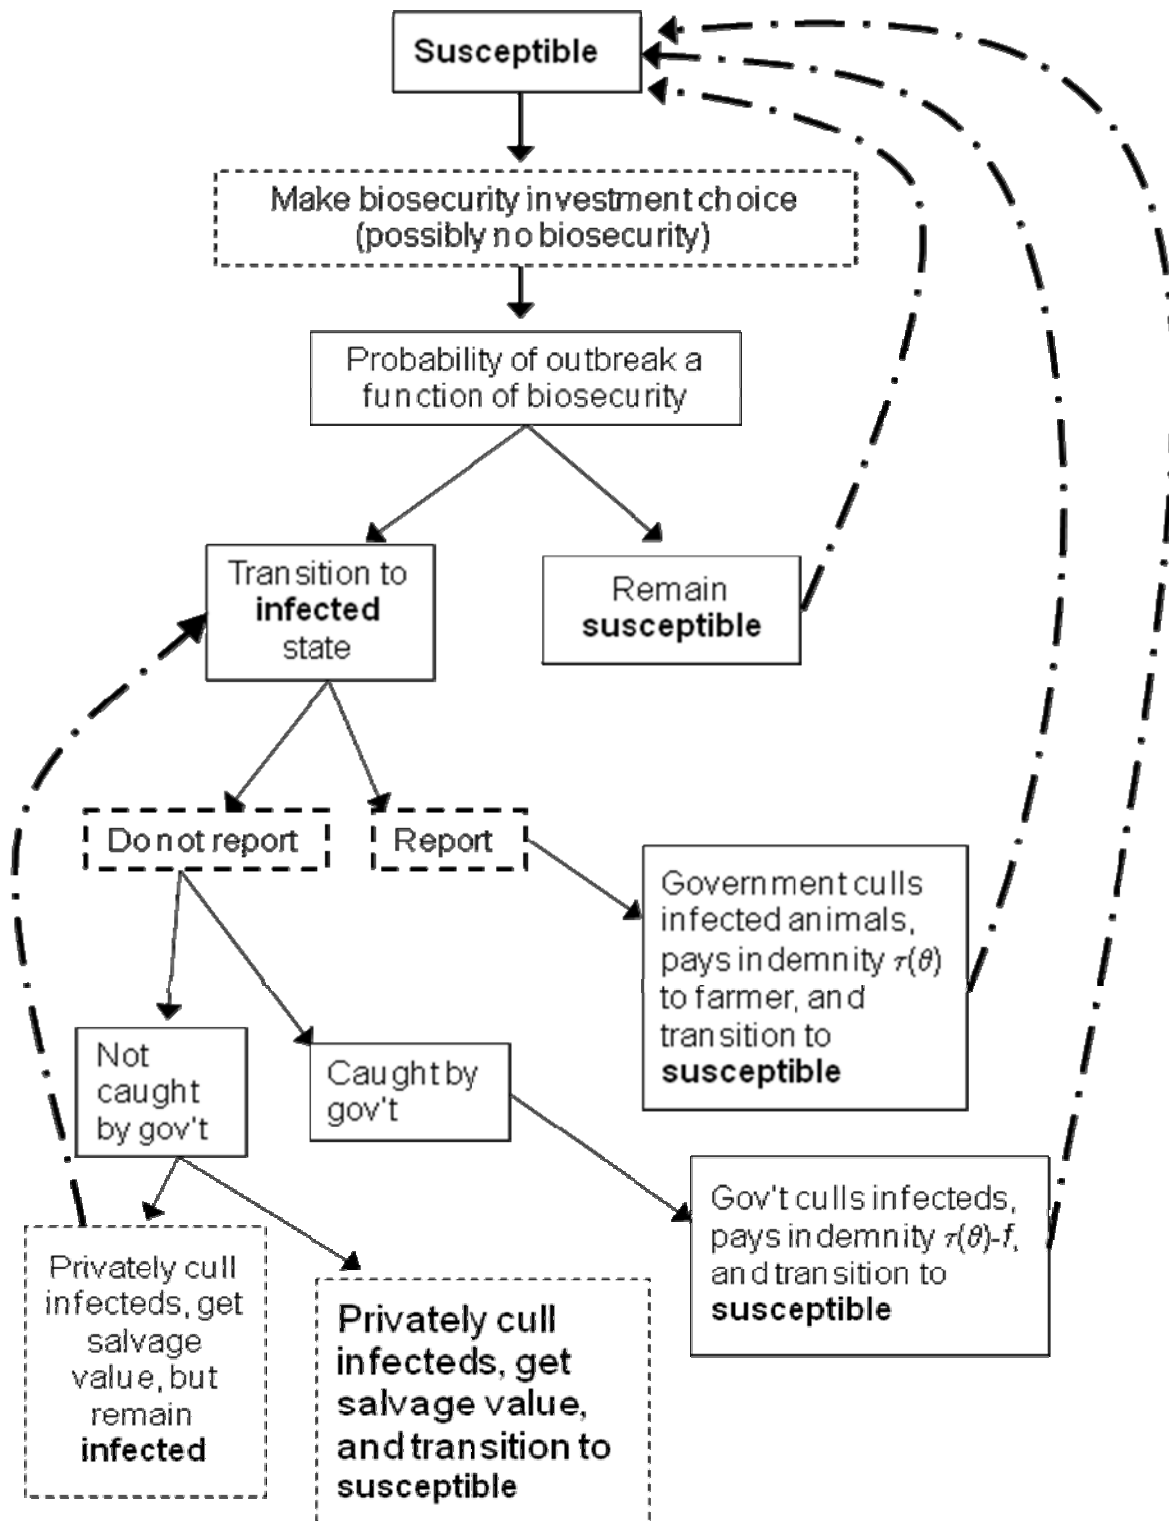 Susceptible
Make biosecurity investment choice
(possibly no biosecurity)
Probability of outbreak a
function of biosecurity
Transition to
infected
state
Remain
susceptible
Do not report
Report
Government culls
infected animals,
pays indemnity τ(θ)
to farmer, and
transition to
susceptible
Not
caught
by gov't
Caught by
gov't
Gov't culls infecteds,
pays indemnity τ(θ)-f,
and transition to
susceptible
Privately cull
infecteds, get
salvage
value, but
remain
infected
Privately cull
infecteds, get
salvage value,
and transition to
susceptible